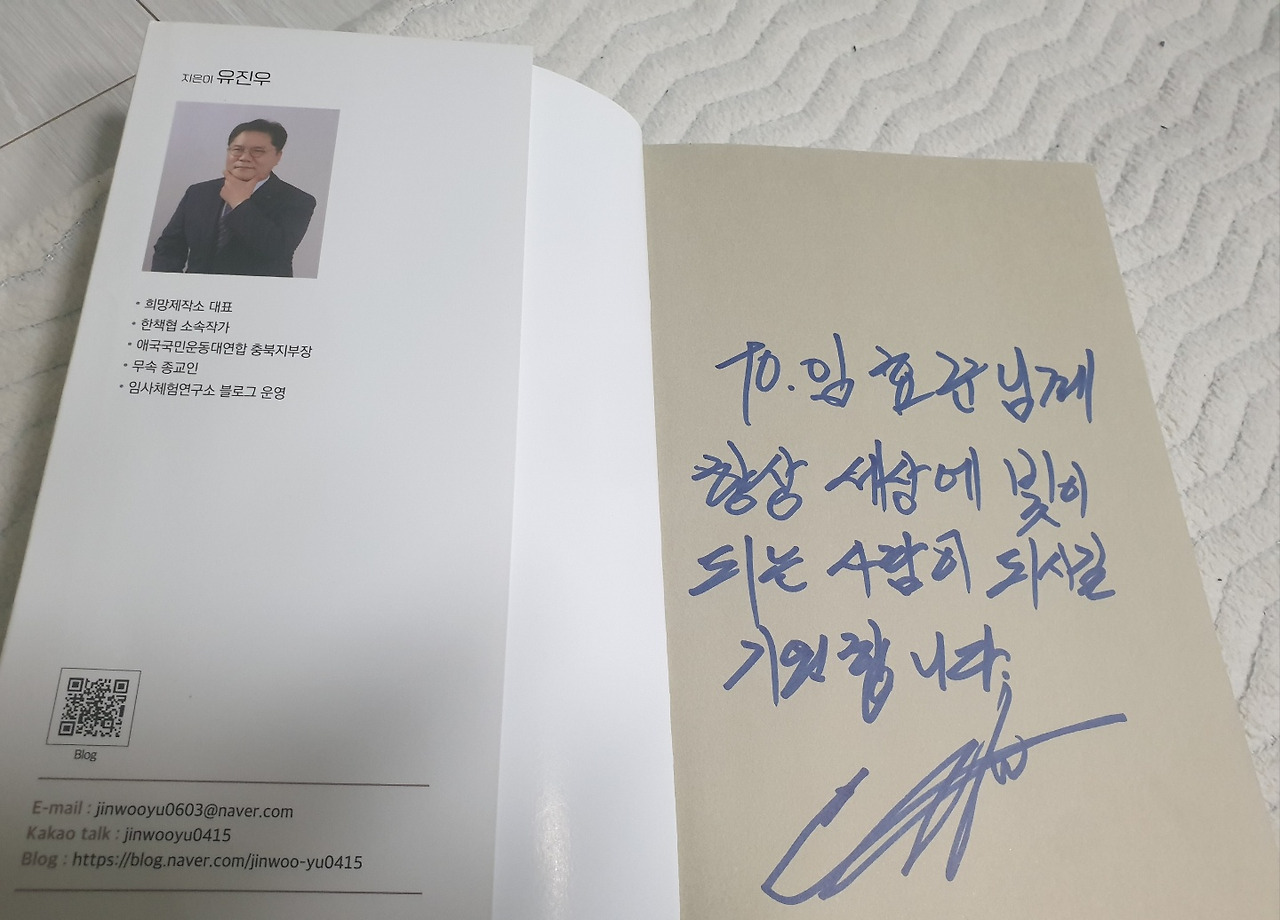 지은이 유진우
• 희망제작소 대표
• 한책협 소속작가
• 애국국민운동대연합 충북지부장
• 무속 종교인
• 임사체험연구소 블로그 운영
Blog
E-mail : jinwooyu0603@naver.com
Kakao talk : jinwooyu0415
Blog : https://blog.naver.com/jinwoo-yu0415
To. 임효준님께
항상 세상에 빛이
되는 사람이 되시길
기원합니다.